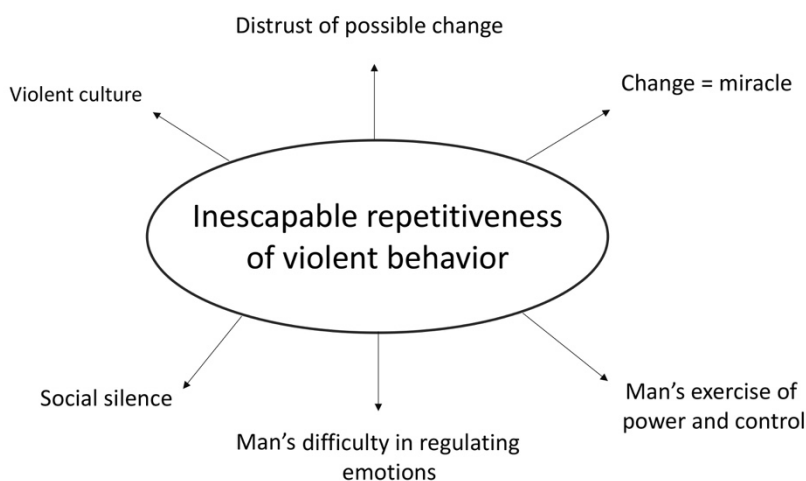 Distrust of possible change
Violent culture
Change = miracle
Inescapable repetitiveness
of violent behavior
Social silence
Man's difficulty in regulating
emotions
Man's exercise of
power and control